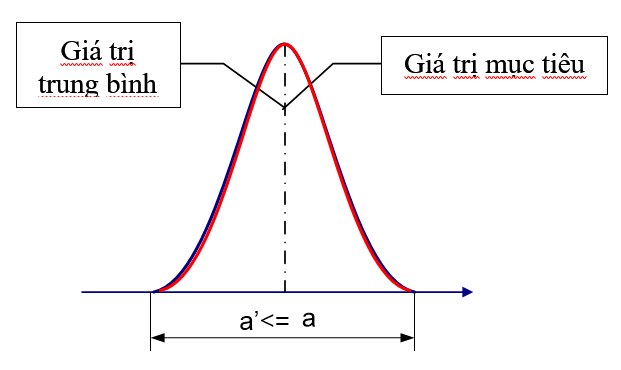 Giá trị
trung bình
Giá trị mục tiêu
a’<= a